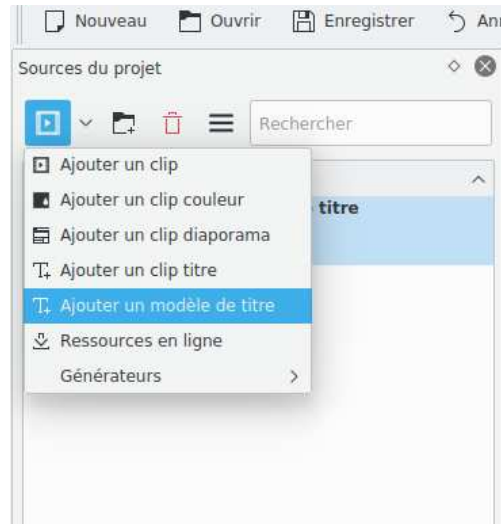 Nouveau Ouvrir Enregistrer
Sources du projet
Rechercher
Ajouter un clip
Ajouter un clip couleur
titre
Ajouter un clip diaporama
Ajouter un clip titre
Ajouter un modèle de titre
Ressources en ligne
Générateurs